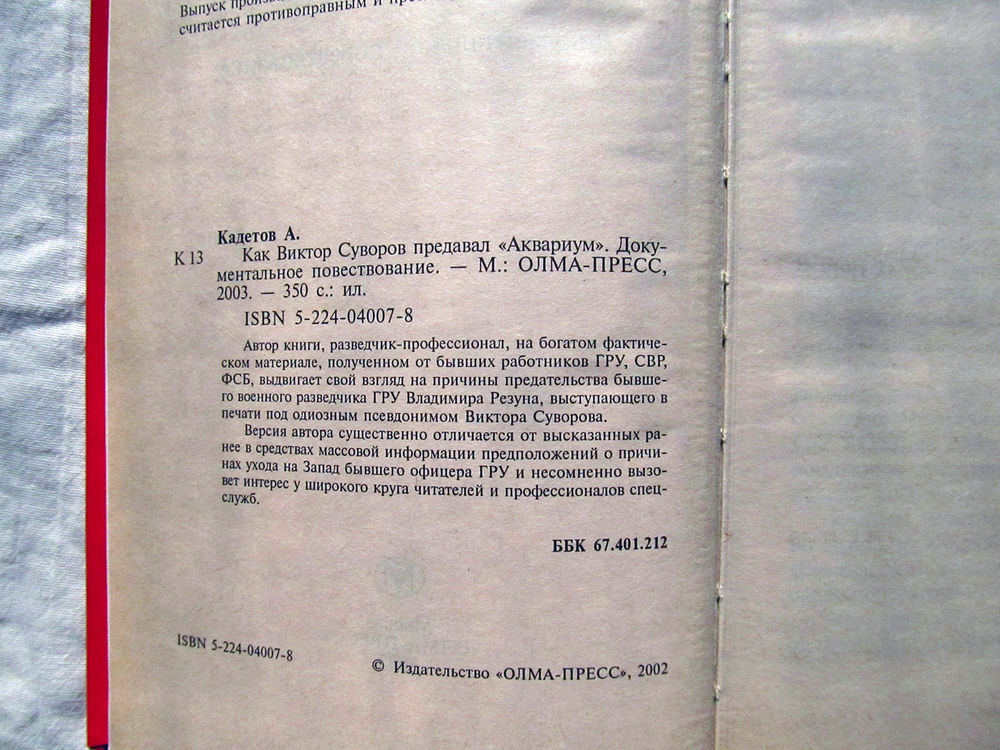 Выпуск
считается противоправным и
Кадетов А.
К 13 Как Виктор Суворов предавал «Аквариум». Доку-
ментальное повествование. — М.: ОЛМА-ПРЕСС,
2003. — 350 с.: ил.
ISBN 5-224-04007-8
Автор книги, разведчик-профессионал, на богатом фактиче-
ском материале, полученном от бывших работников ГРУ, СВР,
ФСБ, выдвигает свой взгляд на причины предательства бывше-
го военного разведчика ГРУ Владимира Резуна, выступающего в
печати под одиозным псевдонимом Виктора Суворова.
Версия автора существенно отличается от высказанных ра-
нее в средствах массовой информации предположений о причи-
нах ухода на Запад бывшего офицера ГРУ и несомненно вызо-
вет интерес у широкого круга читателей и профессионалов спец-
служб.
ББК 67.401.212
ISBN 5-224-04007-8
© Издательство «ОЛМА-ПРЕСС», 2002